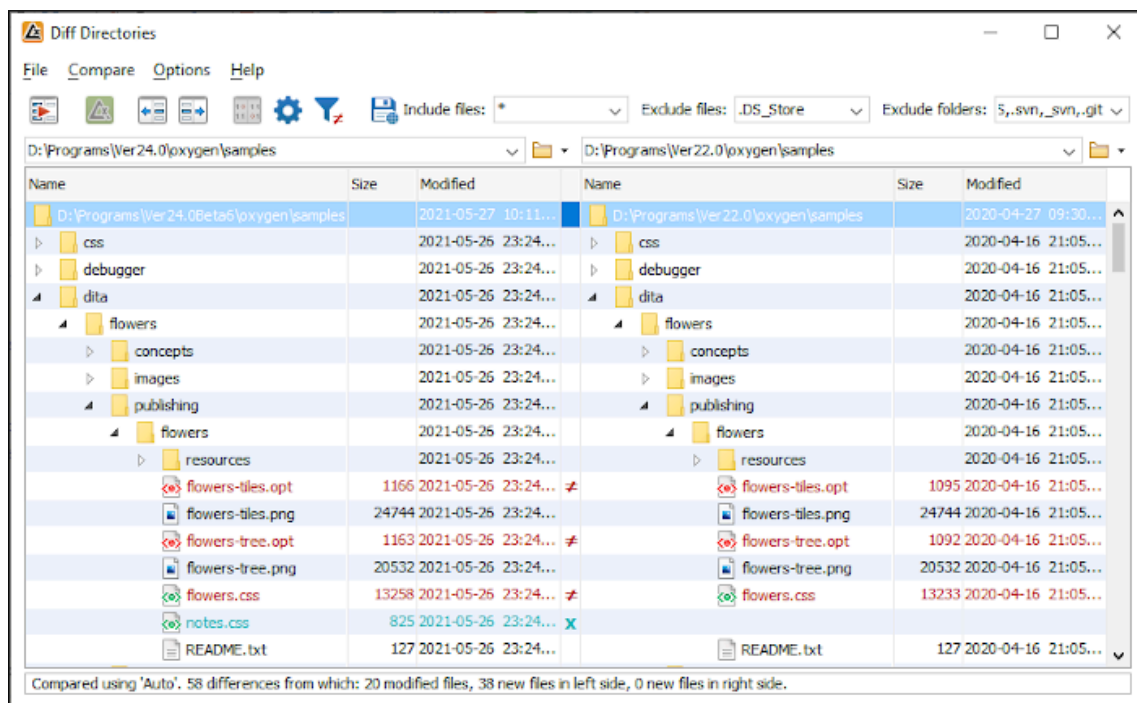 Diff Directories
File Compare Options Help
Include files: * Exclude files: .DS_Store Exclude folders: S,.svn,_svn,.git
D:\Programs\Ver24.0\oxygen\samples D:\Programs\Ver22.0\oxygen\samples
Name Size Modified Name Size Modified
D:\Programs\Ver24.0Beta6\oxygen\samples 2021-05-27 10:11... D:\Programs\Ver22.0\oxygen\samples 2020-04-27 09:30...
css 2021-05-26 23:24... css 2020-04-16 21:05...
debugger 2021-05-26 23:24... debugger 2020-04-16 21:05...
dita 2021-05-26 23:24... dita 2020-04-16 21:05...
flowers 2021-05-26 23:24... flowers 2020-04-16 21:05...
concepts 2021-05-26 23:24... concepts 2020-04-16 21:05...
images 2021-05-26 23:24... images 2020-04-16 21:05...
publishing 2021-05-26 23:24... publishing 2020-04-16 21:05...
flowers 2021-05-26 23:24... flowers 2020-04-16 21:05...
resources 2021-05-26 23:24... resources 2020-04-16 21:05...
flowers-tiles.opt 1166 2021-05-26 23:24... ≠ flowers-tiles.opt 1095 2020-04-16 21:05...
flowers-tiles.png 24744 2021-05-26 23:24... flowers-tiles.png 24744 2020-04-16 21:05...
flowers-tree.opt 1163 2021-05-26 23:24... ≠ flowers-tree.opt 1092 2020-04-16 21:05...
flowers-tree.png 20532 2021-05-26 23:24... flowers-tree.png 20532 2020-04-16 21:05...
flowers.css 13258 2021-05-26 23:24... ≠ flowers.css 13233 2020-04-16 21:05...
notes.css 825 2021-05-26 23:24... x
README.txt 127 2021-05-26 23:24... README.txt 127 2020-04-16 21:05...
Compared using 'Auto'. 58 differences from which: 20 modified files, 38 new files in left side, 0 new files in right side.